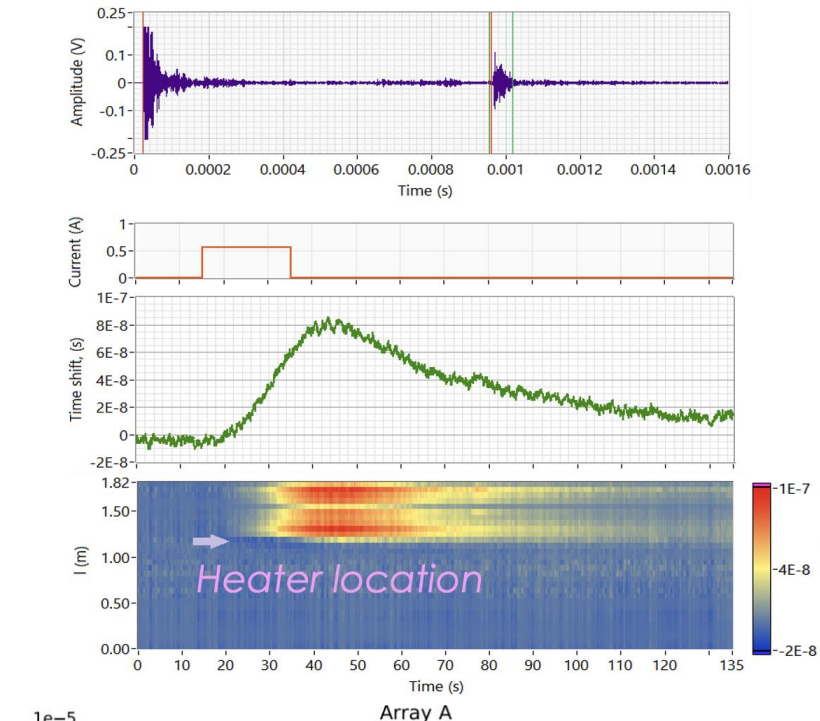 0.25
0.1
0
-0.1
-0.25
Amplitude (V)
0 0.0002 0.0004 0.0006 0.0008 0.001 0.0012 0.0014 0.0016
Time (s)
1
0.5
0
Current (A)
1E-7
8E-8
6E-8
4E-8
2E-8
0
-2E-8
Time shift, (s)
1.82
1.50
1.00
0.50
0.00
l (m)
Heater location
1E-7
4E-8
-2E-8
0 10 20 30 40 50 60 70 80 90 100 110 120 135
Time (s)
1e−5
Array A